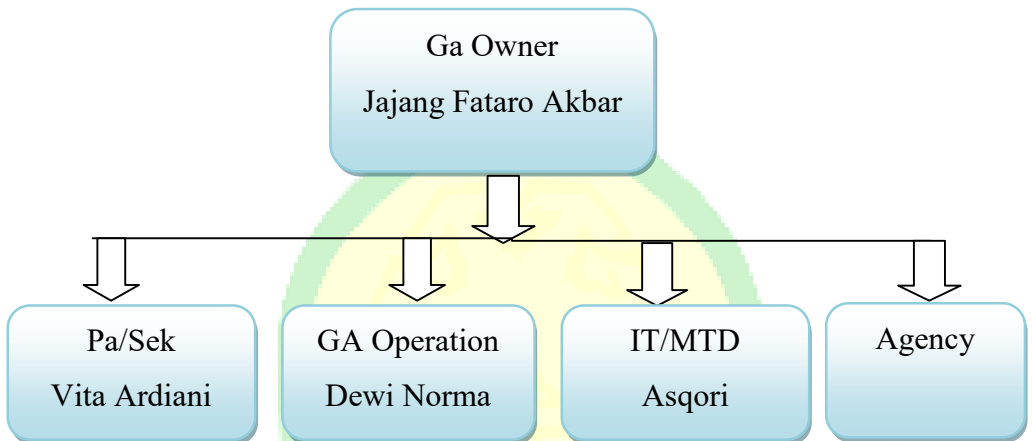 Ga Owner
Jajang Fataro Akbar
Pa/Sek
Vita Ardiani
GA Operation
Dewi Norma
IT/MTD
Asqori
Agency